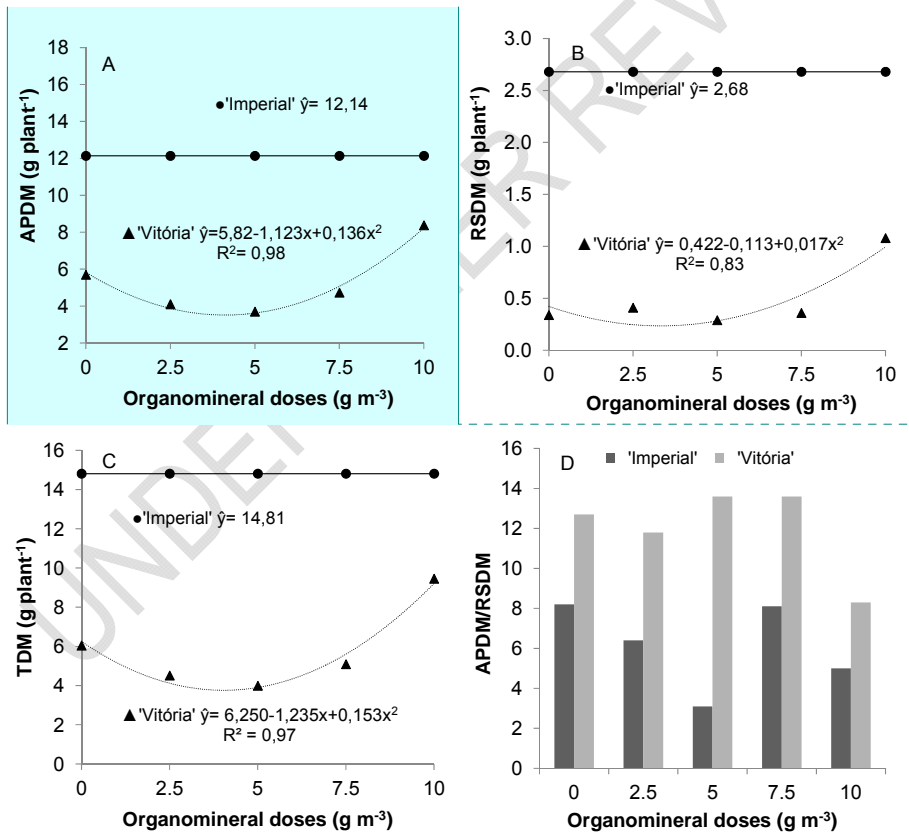 A
APDM (g plant⁻¹)
18
16
14
12
10
8
6
4
2
'Imperial' ŷ= 12,14
'Vitória' ŷ=5,82-1,123x+0,136x²
R²= 0,98
0 2.5 5 7.5 10
Organomineral doses (g m⁻³)
B
RSDM (g plant⁻¹)
3.0
2.5
2.0
1.5
1.0
0.5
0.0
'Imperial' ŷ= 2,68
'Vitória' ŷ= 0,422-0,113+0,017x²
R²= 0,83
0 2.5 5 7.5 10
Organomineral doses (g m⁻³)
C
TDM (g plant⁻¹)
16
14
12
10
8
6
4
2
0
'Imperial' ŷ= 14,81
'Vitória' ŷ= 6,250-1,235x+0,153x²
R² = 0,97
0 2.5 5 7.5 10
Organomineral doses (g m⁻³)
D
'Imperial' 'Vitória'
APDM/RSDM
16
14
12
10
8
6
4
2
0
0 2.5 5 7.5 10
Organomineral doses (g m⁻³)